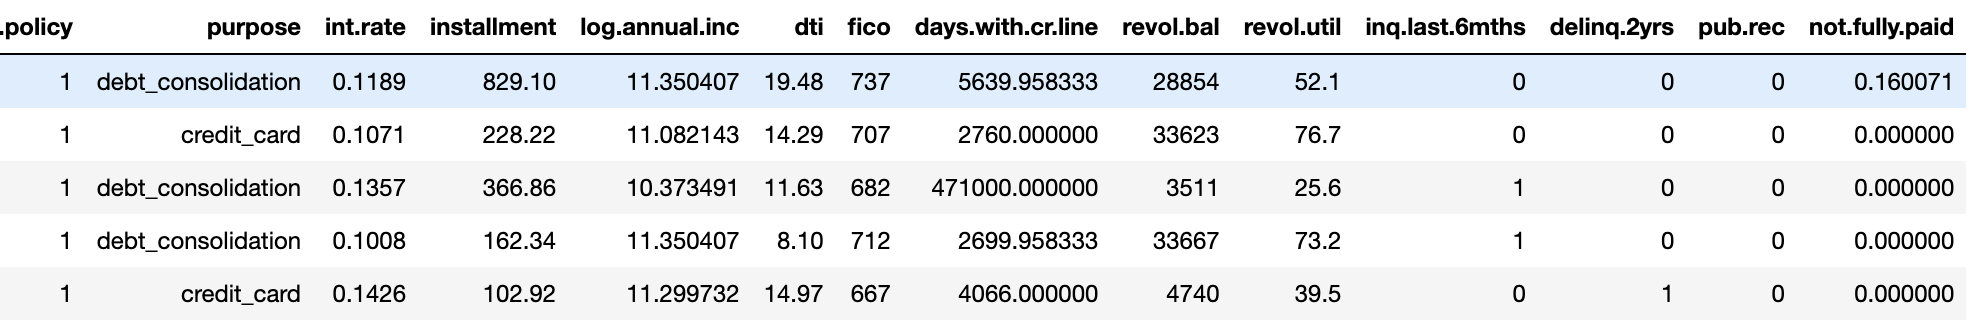 .policy purpose int.rate installment log.annual.inc dti fico days.with.cr.line revol.bal revol.util inq.last.6mths delinq.2yrs pub.rec not.fully.paid
1 debt_consolidation 0.1189 829.10 11.350407 19.48 737 5639.958333 28854 52.1 0 0 0 0.160071
1 credit_card 0.1071 228.22 11.082143 14.29 707 2760.000000 33623 76.7 0 0 0 0.000000
1 debt_consolidation 0.1357 366.86 10.373491 11.63 682 471000.000000 3511 25.6 1 0 0 0.000000
1 debt_consolidation 0.1008 162.34 11.350407 8.10 712 2699.958333 33667 73.2 1 0 0 0.000000
1 credit_card 0.1426 102.92 11.299732 14.97 667 4066.000000 4740 39.5 0 1 0 0.000000